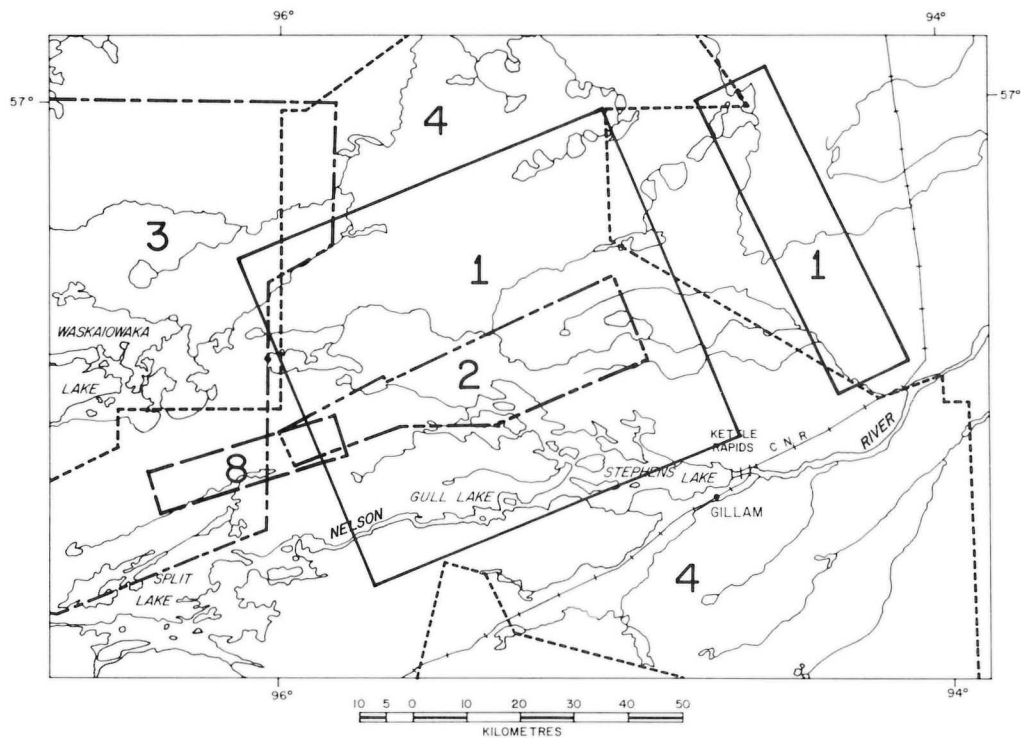 96°
94°
57°
57°
4
3
1
1
WASKAIOWAKA
LAKE
2
8
KETTLE
RAPIDS
C N R
RIVER
STEPHENS LAKE
GULL LAKE
GILLAM
NELSON
SPLIT
LAKE
4
96°
94°
10 5 0 10 20 30 40 50
KILOMETRES